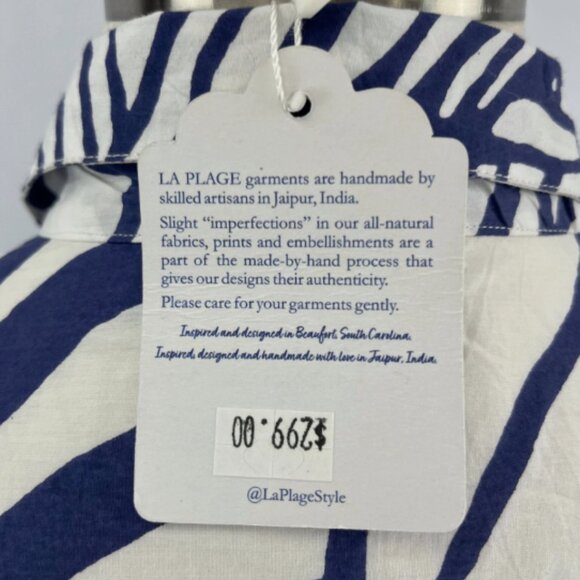 LA PLAGE garments are handmade by
skilled artisans in Jaipur, India.
Slight “imperfections” in our all-natural
fabrics, prints and embellishments are a
part of the made-by-hand process that
gives our designs their authenticity.
Please care for your garments gently.
Inspired and designed in Beaufort, South Carolina.
Inspired, designed and handmade with love in Jaipur, India.
$299.00
@LaPlageStyle